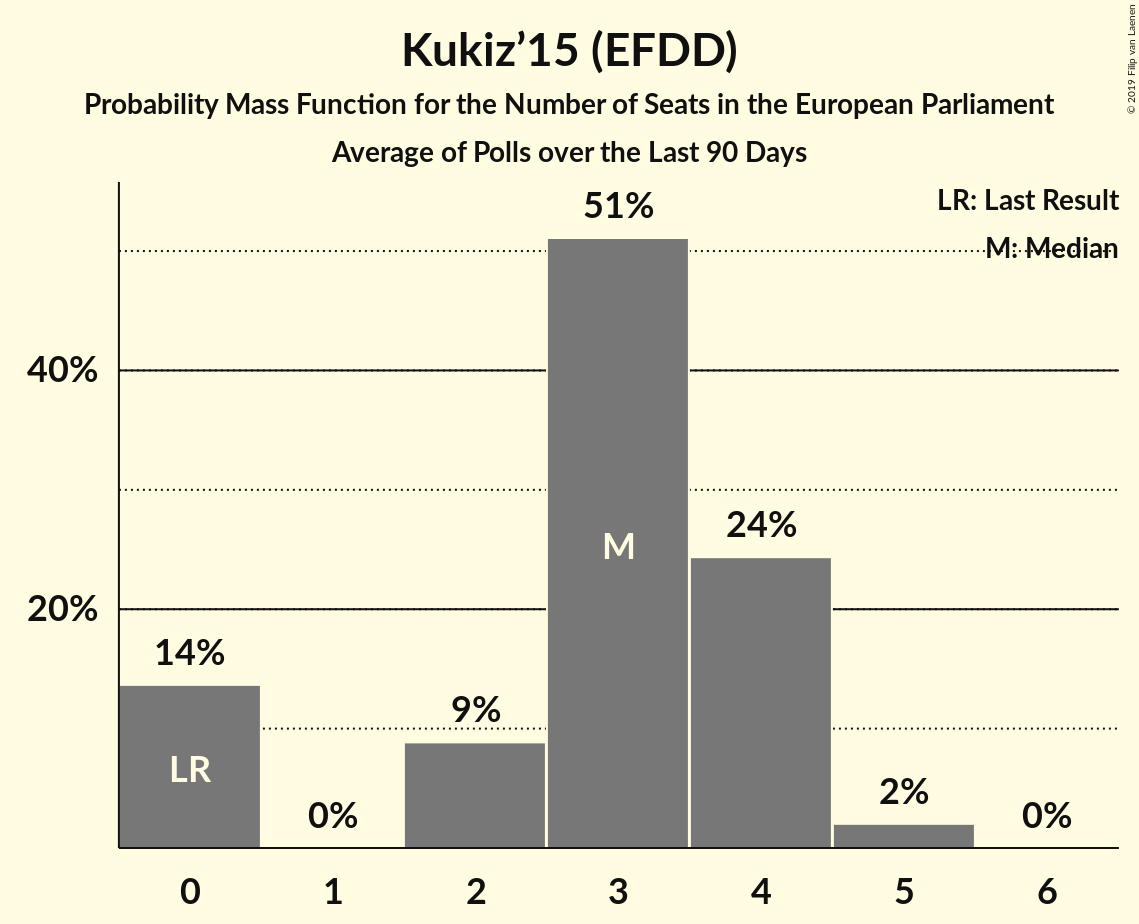 Kukiz’15 (EFDD)
Probability Mass Function for the Number of Seats in the European Parliament
Average of Polls over the Last 90 Days
© 2019 Filip van Laenen
LR: Last Result
M: Median
51%
40%
24%
M
20%
14%
9%
LR
2%
0%
0%
0 1 2 3 4 5 6